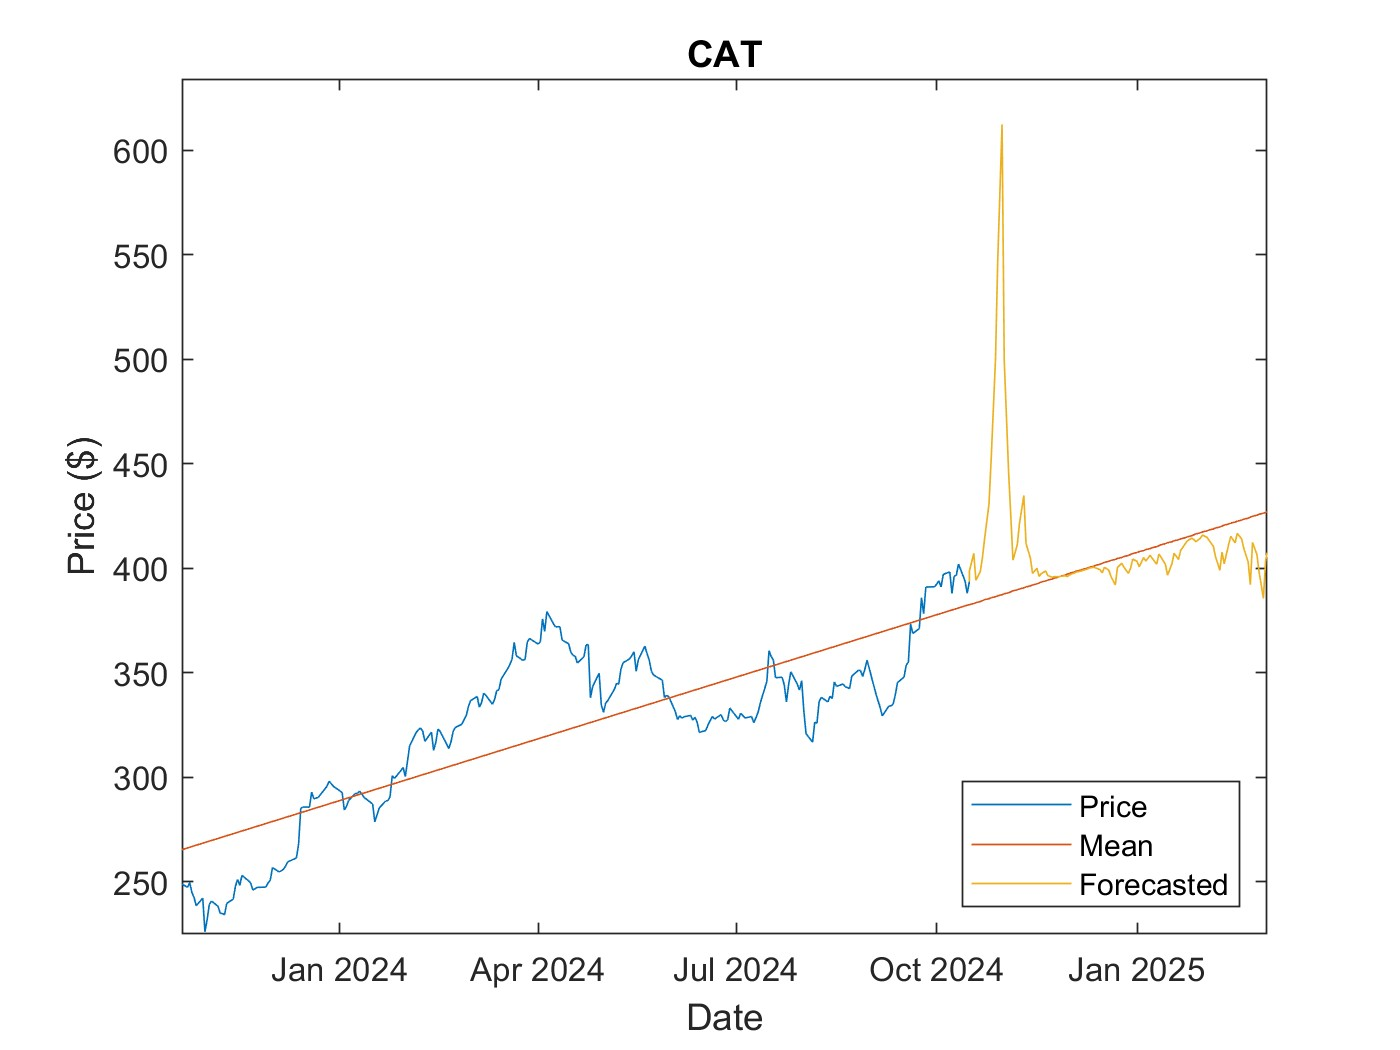 CAT
600
550
500
450
400
350
300
250
Price ($)
Price
Mean
Forecasted
Jan 2024
Apr 2024
Jul 2024
Oct 2024
Jan 2025
Date